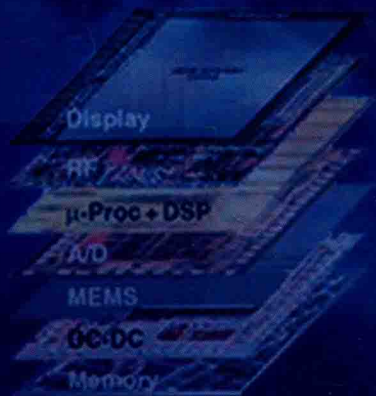 Display
RF
µ-Proc + DSP
A/D
MEMS
DC-DC
Memory